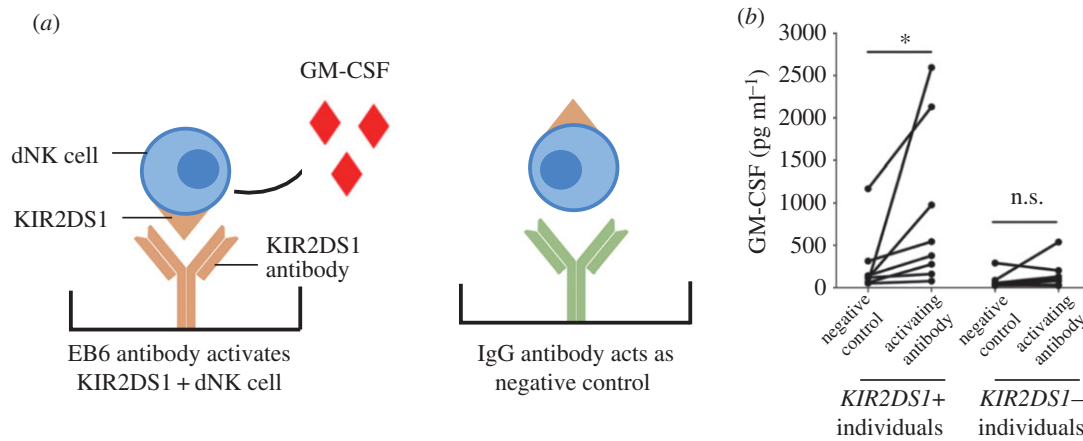 (a)
GM-CSF
dNK cell
KIR2DS1
KIR2DS1
antibody
EB6 antibody activates
KIR2DS1 + dNK cell
IgG antibody acts as
negative control
(b)
GM-CSF (pg ml⁻¹)
3000
2500
2000
1500
1000
500
0
*
n.s.
negative
control
activating
antibody
negative
control
activating
antibody
KIR2DS1+
individuals
KIR2DS1–
individuals